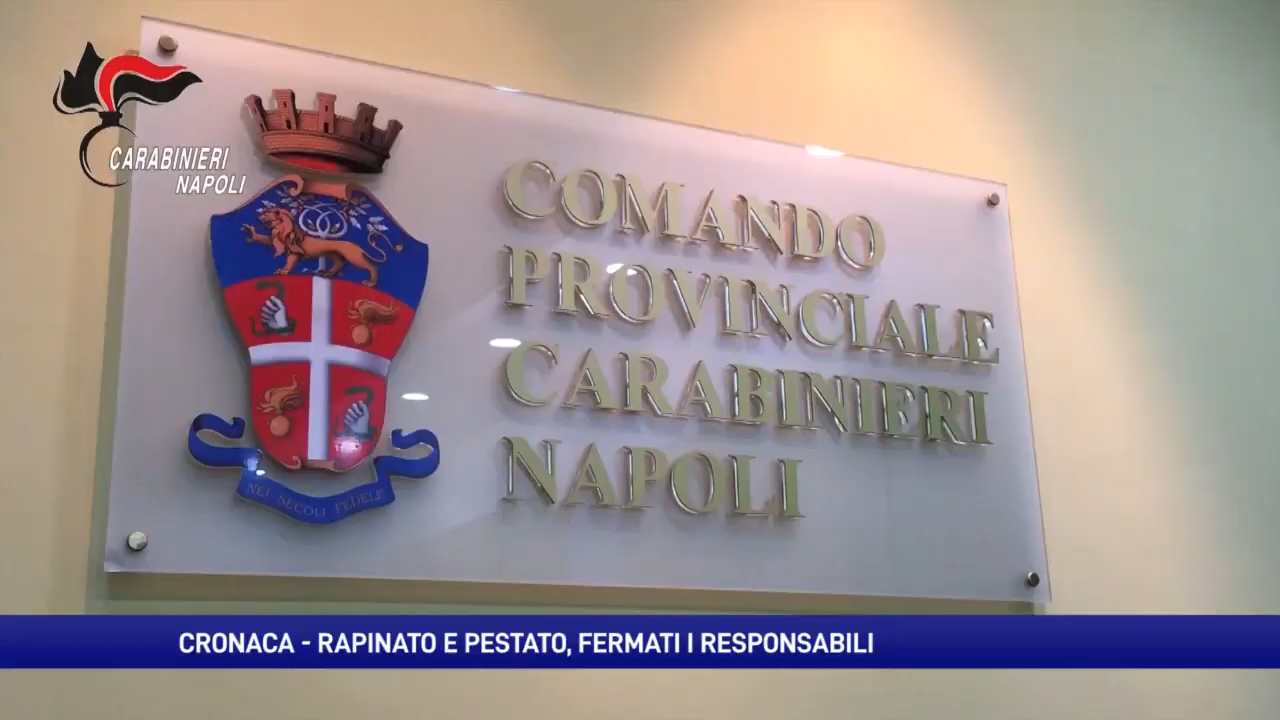 CARABINIERI
NAPOLI
COMANDO
PROVINCIALE
CARABINIERI
NAPOLI
NEI SECOLI FEDELE
CRONACA - RAPINATO E PESTATO, FERMATI I RESPONSABILI